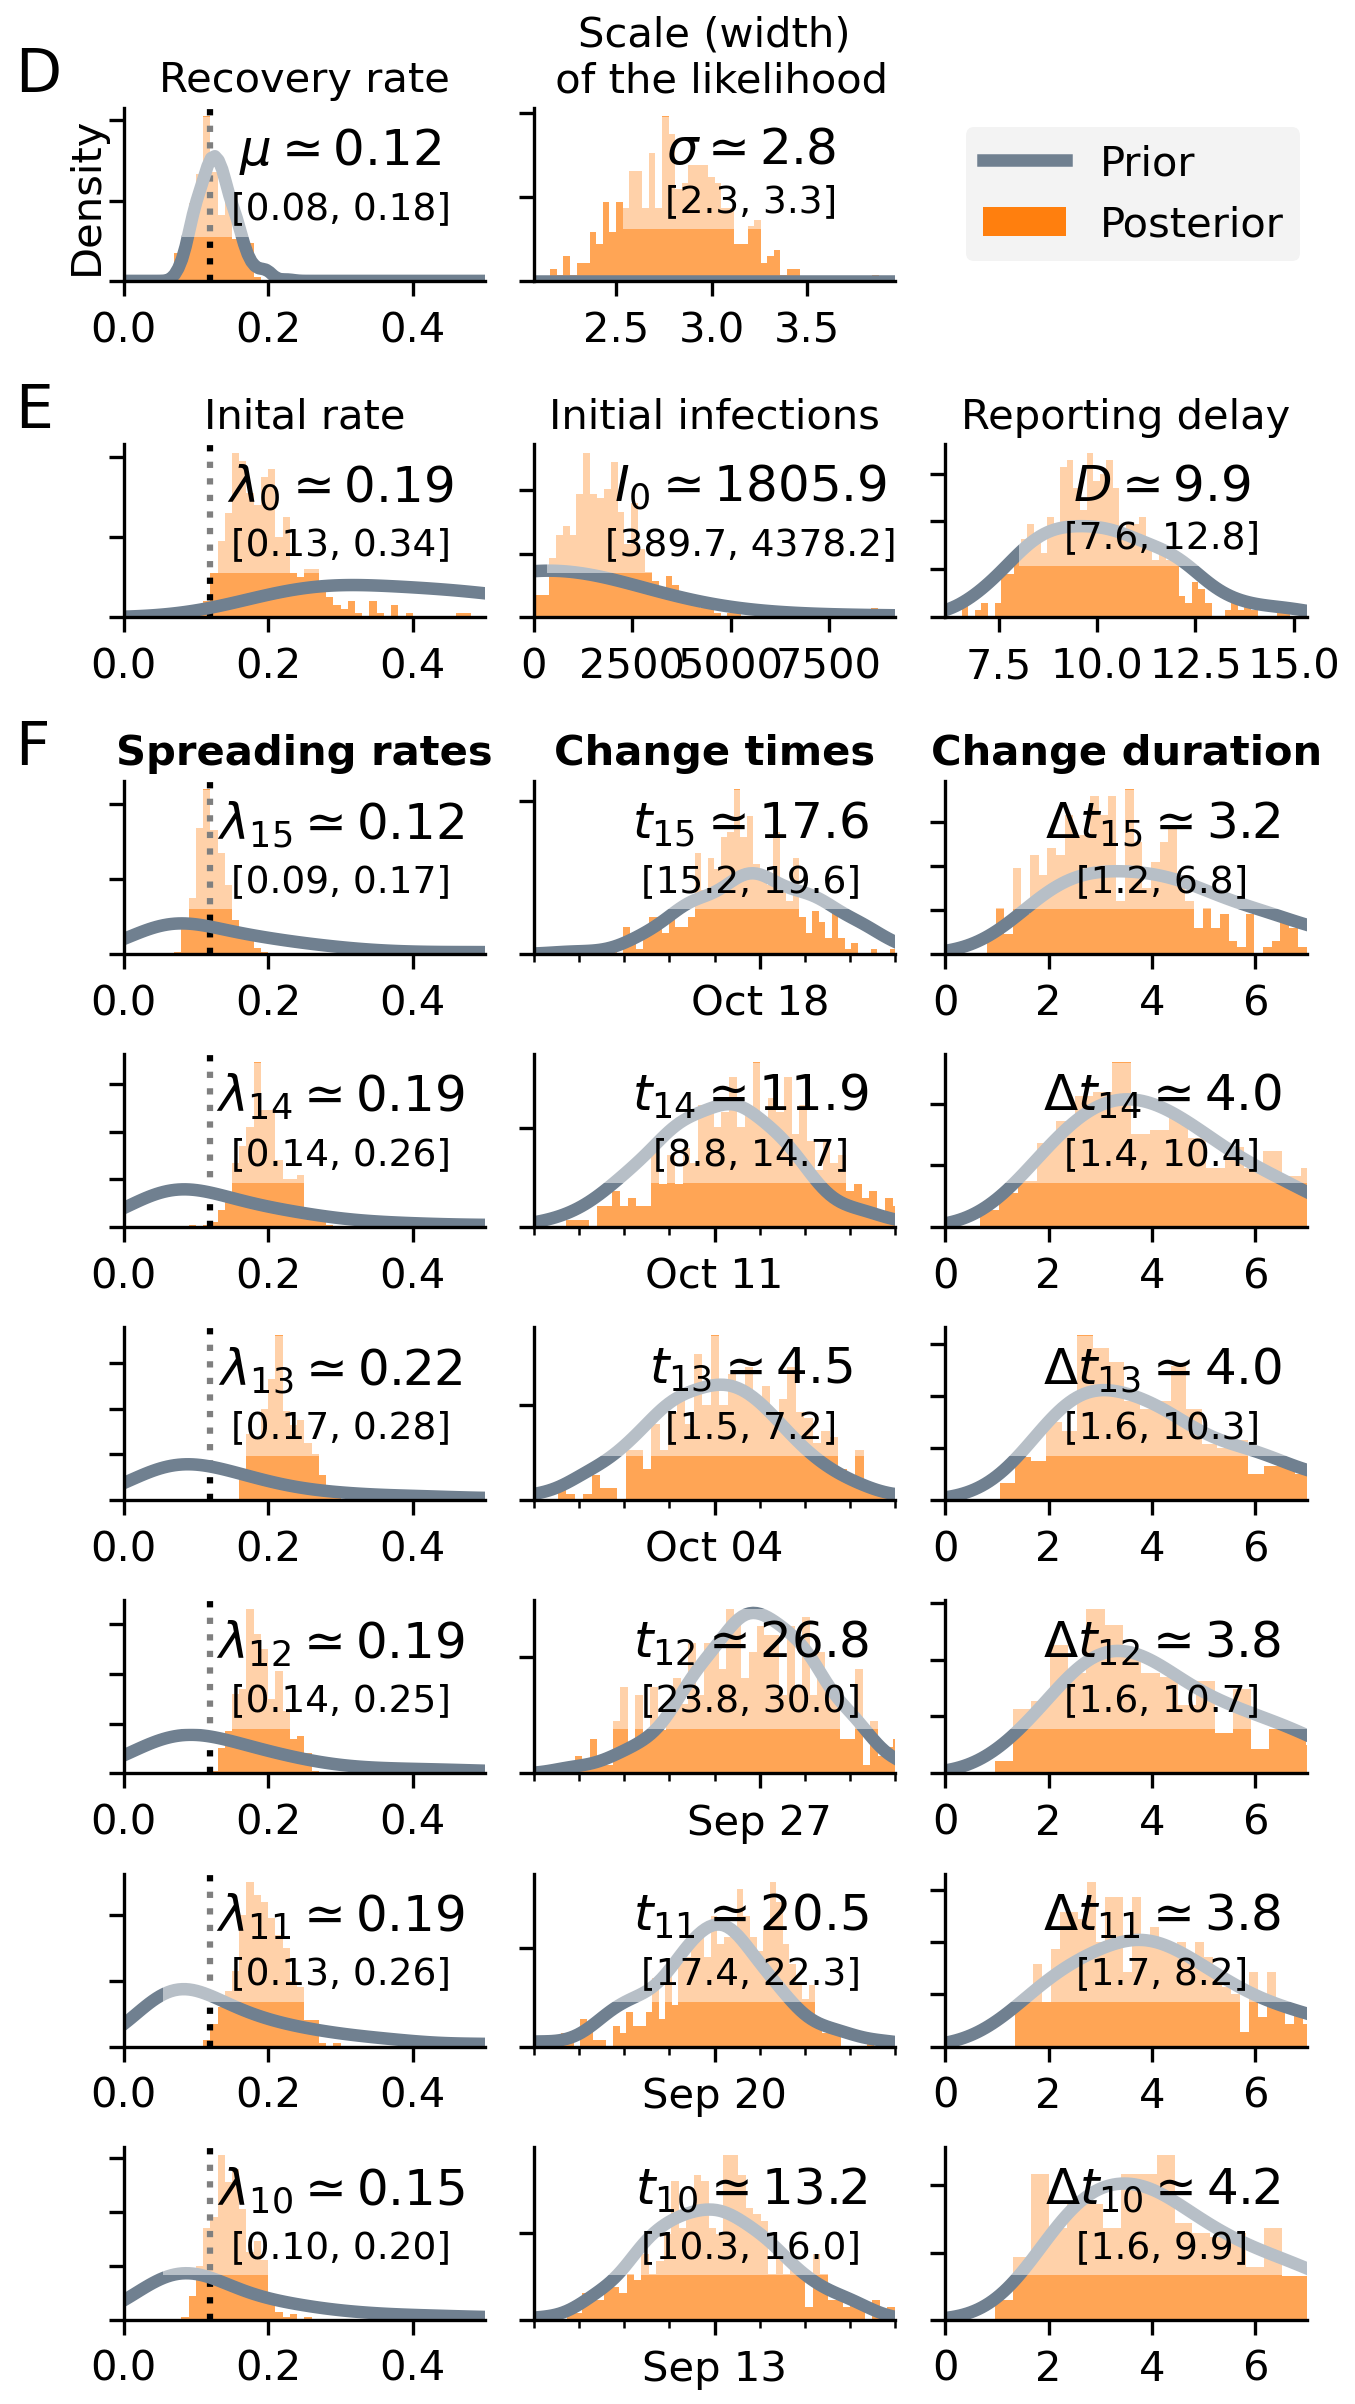 D
Recovery rate
Scale (width)
of the likelihood
Density
μ ≃ 0.12
[0.08, 0.18]
σ ≃ 2.8
[2.3, 3.3]
Prior
Posterior
0.0 0.2 0.4
2.5 3.0 3.5
E
Inital rate
Initial infections
Reporting delay
λ0 ≃ 0.19
[0.13, 0.34]
I0 ≃ 1805.9
[389.7, 4378.2]
D ≃ 9.9
[7.6, 12.8]
0.0 0.2 0.4
0 2500 5000 7500
7.5 10.0 12.5 15.0
F
Spreading rates
Change times
Change duration
λ15 ≃ 0.12
[0.09, 0.17]
t15 ≃ 17.6
[15.2, 19.6]
Δt15 ≃ 3.2
[1.2, 6.8]
0.0 0.2 0.4
Oct 18
0 2 4 6
λ14 ≃ 0.19
[0.14, 0.26]
t14 ≃ 11.9
[8.8, 14.7]
Δt14 ≃ 4.0
[1.4, 10.4]
0.0 0.2 0.4
Oct 11
0 2 4 6
λ13 ≃ 0.22
[0.17, 0.28]
t13 ≃ 4.5
[1.5, 7.2]
Δt13 ≃ 4.0
[1.6, 10.3]
0.0 0.2 0.4
Oct 04
0 2 4 6
λ12 ≃ 0.19
[0.14, 0.25]
t12 ≃ 26.8
[23.8, 30.0]
Δt12 ≃ 3.8
[1.6, 10.7]
0.0 0.2 0.4
Sep 27
0 2 4 6
λ11 ≃ 0.19
[0.13, 0.26]
t11 ≃ 20.5
[17.4, 22.3]
Δt11 ≃ 3.8
[1.7, 8.2]
0.0 0.2 0.4
Sep 20
0 2 4 6
λ10 ≃ 0.15
[0.10, 0.20]
t10 ≃ 13.2
[10.3, 16.0]
Δt10 ≃ 4.2
[1.6, 9.9]
0.0 0.2 0.4
Sep 13
0 2 4 6